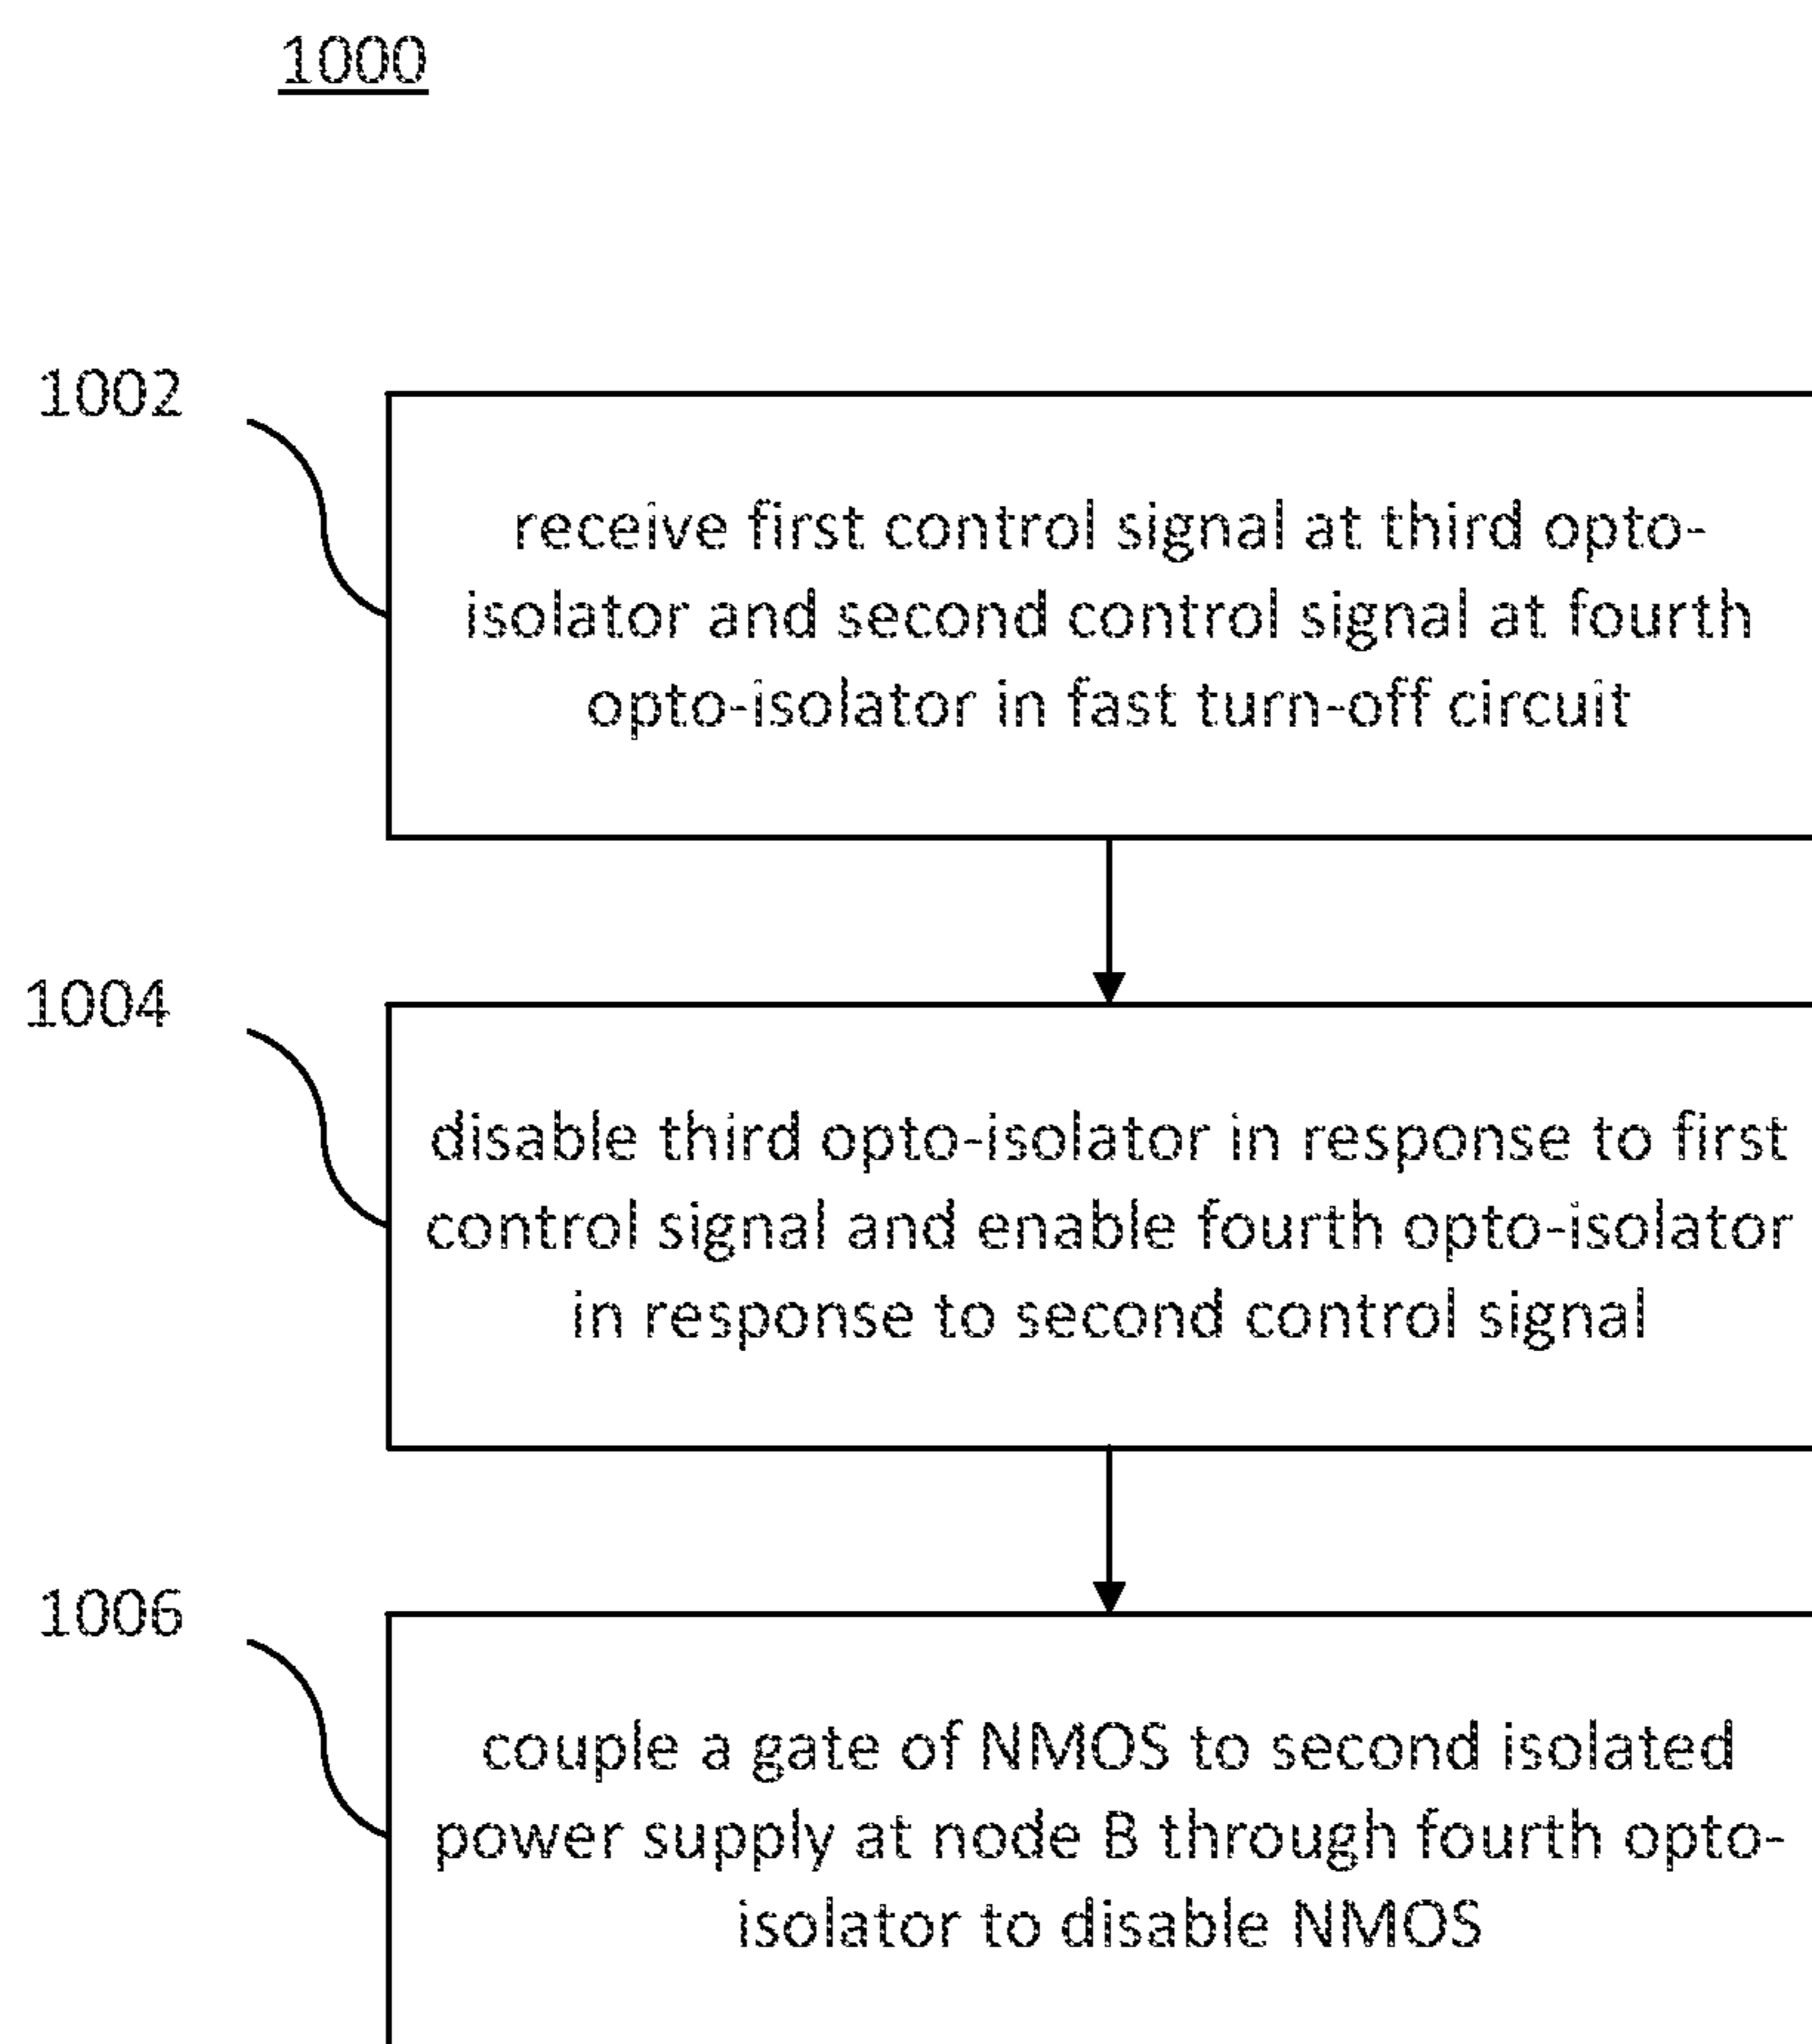 1000
1002
receive first control signal at third opto-
isolator and second control signal at fourth
opto-isolator in fast turn-off circuit
1004
disable third opto-isolator in response to first
control signal and enable fourth opto-isolator
in response to second control signal
1006
couple a gate of NMOS to second isolated
power supply at node B through fourth opto-
isolator to disable NMOS